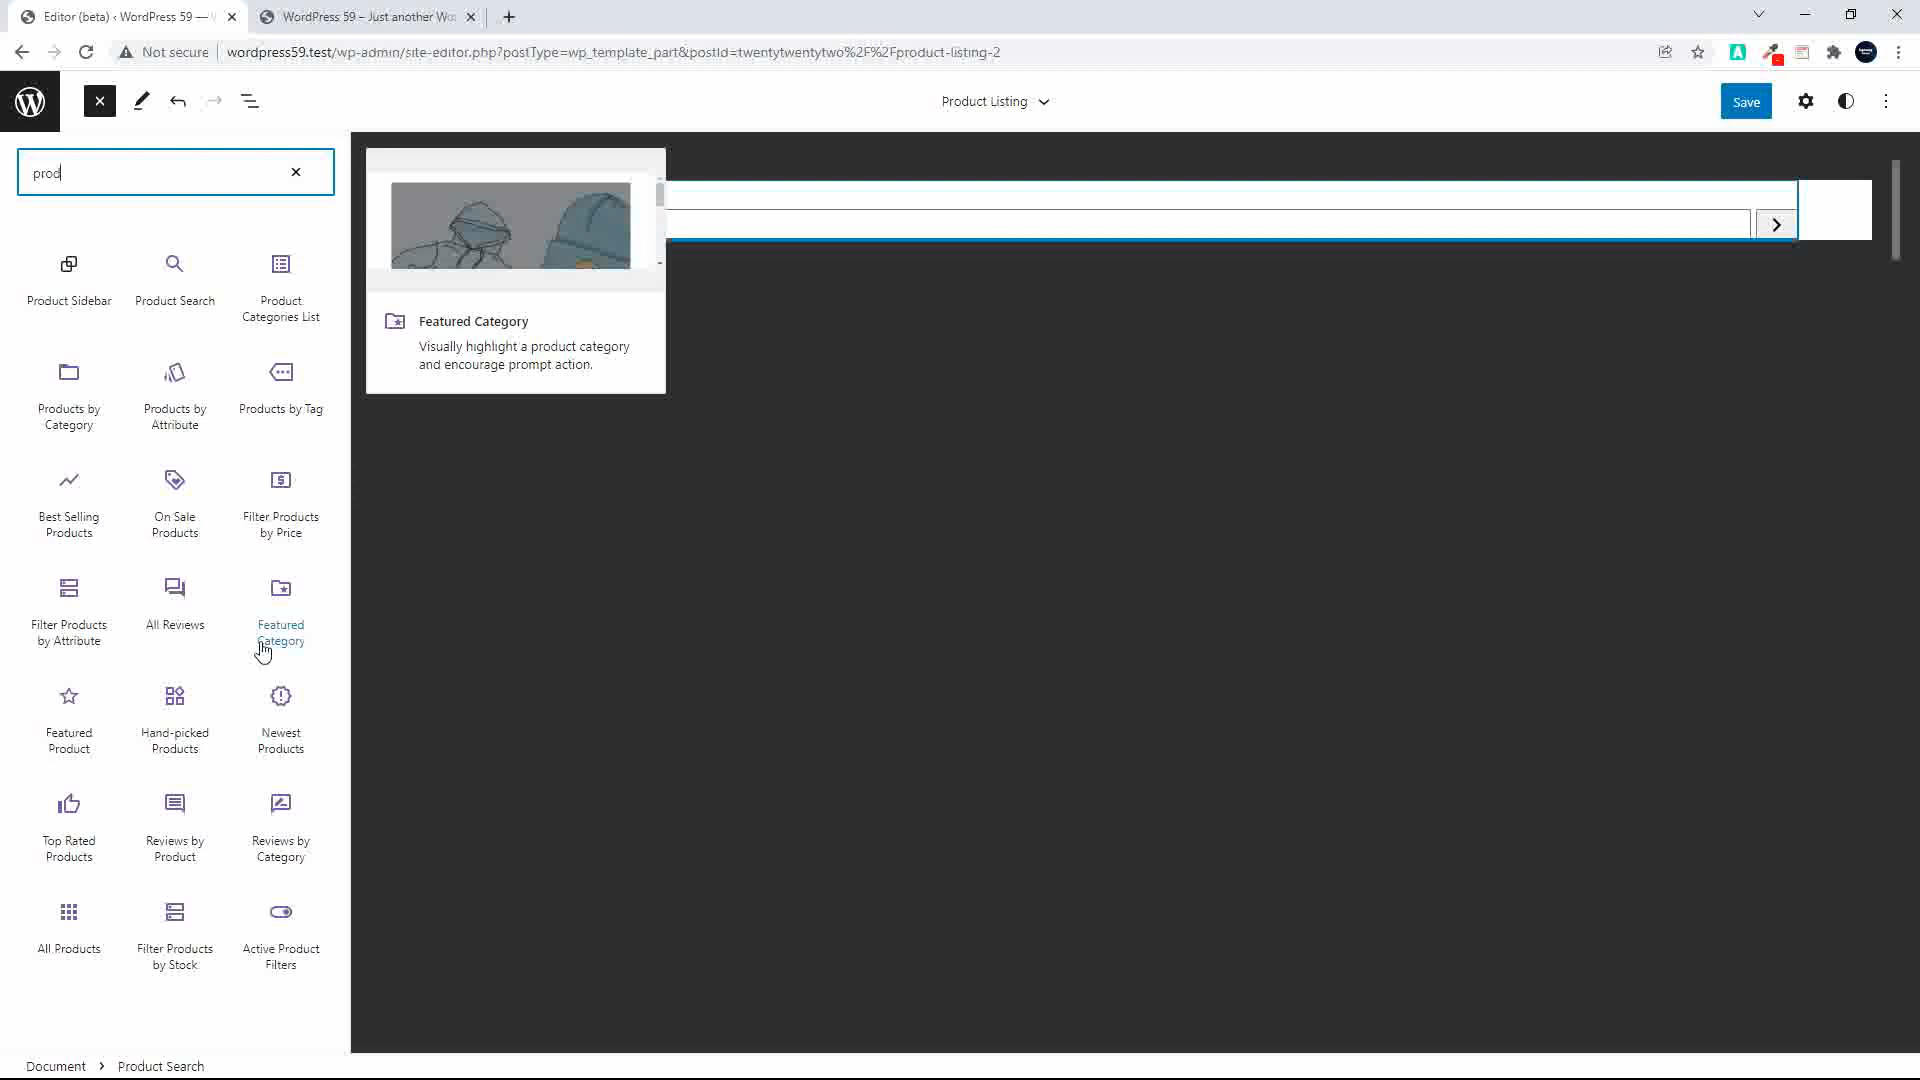 Editor (beta) ‹ WordPress 59 —
WordPress 59 – Just another Wo
Not secure
wordpress59.test/wp-admin/site-editor.php?postType=wp_template_part&postId=twentytwentytwo%2F%2Fproduct-listing-2
Product Listing
Save
prod
Product Sidebar
Product Search
Product
Categories List
Products by
Category
Products by
Attribute
Products by Tag
Best Selling
Products
On Sale
Products
Filter Products
by Price
Filter Products
by Attribute
All Reviews
Featured
Category
Featured
Product
Hand-picked
Products
Newest
Products
Top Rated
Products
Reviews by
Product
Reviews by
Category
All Products
Filter Products
by Stock
Active Product
Filters
Featured Category
Visually highlight a product category
and encourage prompt action.
Document
Product Search